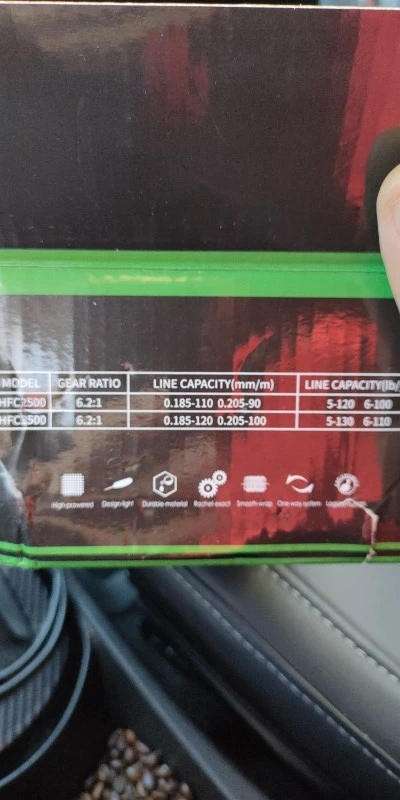 MODEL GEAR RATIO LINE CAPACITY(mm/m) LINE CAPACITY(lb/
HFC2500 6.2:1 0.185-110 0.205-90 5-120 6-100
HFC3500 6.2:1 0.185-120 0.205-100 5-130 6-110
High-powered Design-light Durable-material Rachel-exact Smooth-wrap One-way system